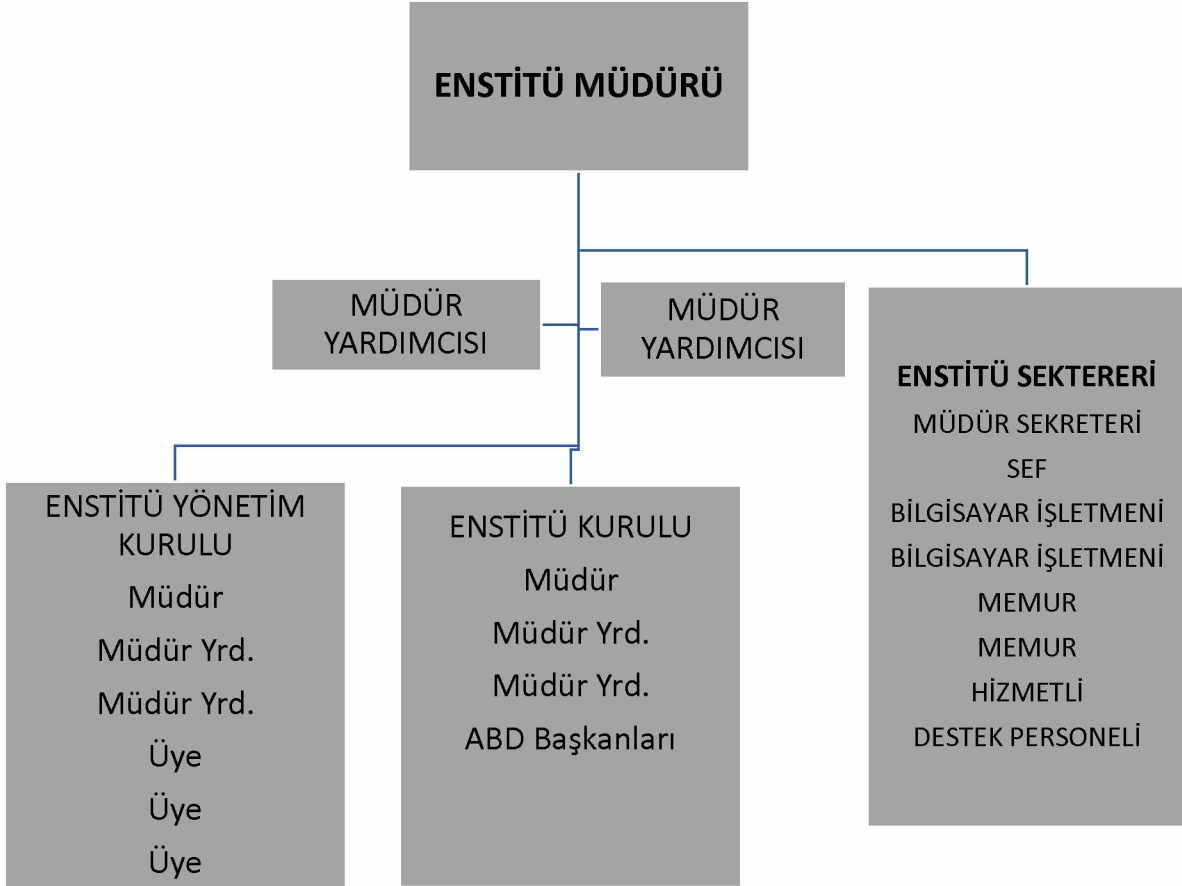 ENSTİTÜ MÜDÜRÜ
MÜDÜR
YARDIMCISI
MÜDÜR
YARDIMCISI
ENSTİTÜ YÖNETİM
KURULU
Müdür
Müdür Yrd.
Müdür Yrd.
Üye
Üye
Üye
ENSTİTÜ KURULU
Müdür
Müdür Yrd.
Müdür Yrd.
ABD Başkanları
ENSTİTÜ SEKTERERİ
MÜDÜR SEKRETERİ
SEF
BİLGİSAYAR İŞLETMENİ
BİLGİSAYAR İŞLETMENİ
MEMUR
MEMUR
HİZMETLİ
DESTEK PERSONELİ